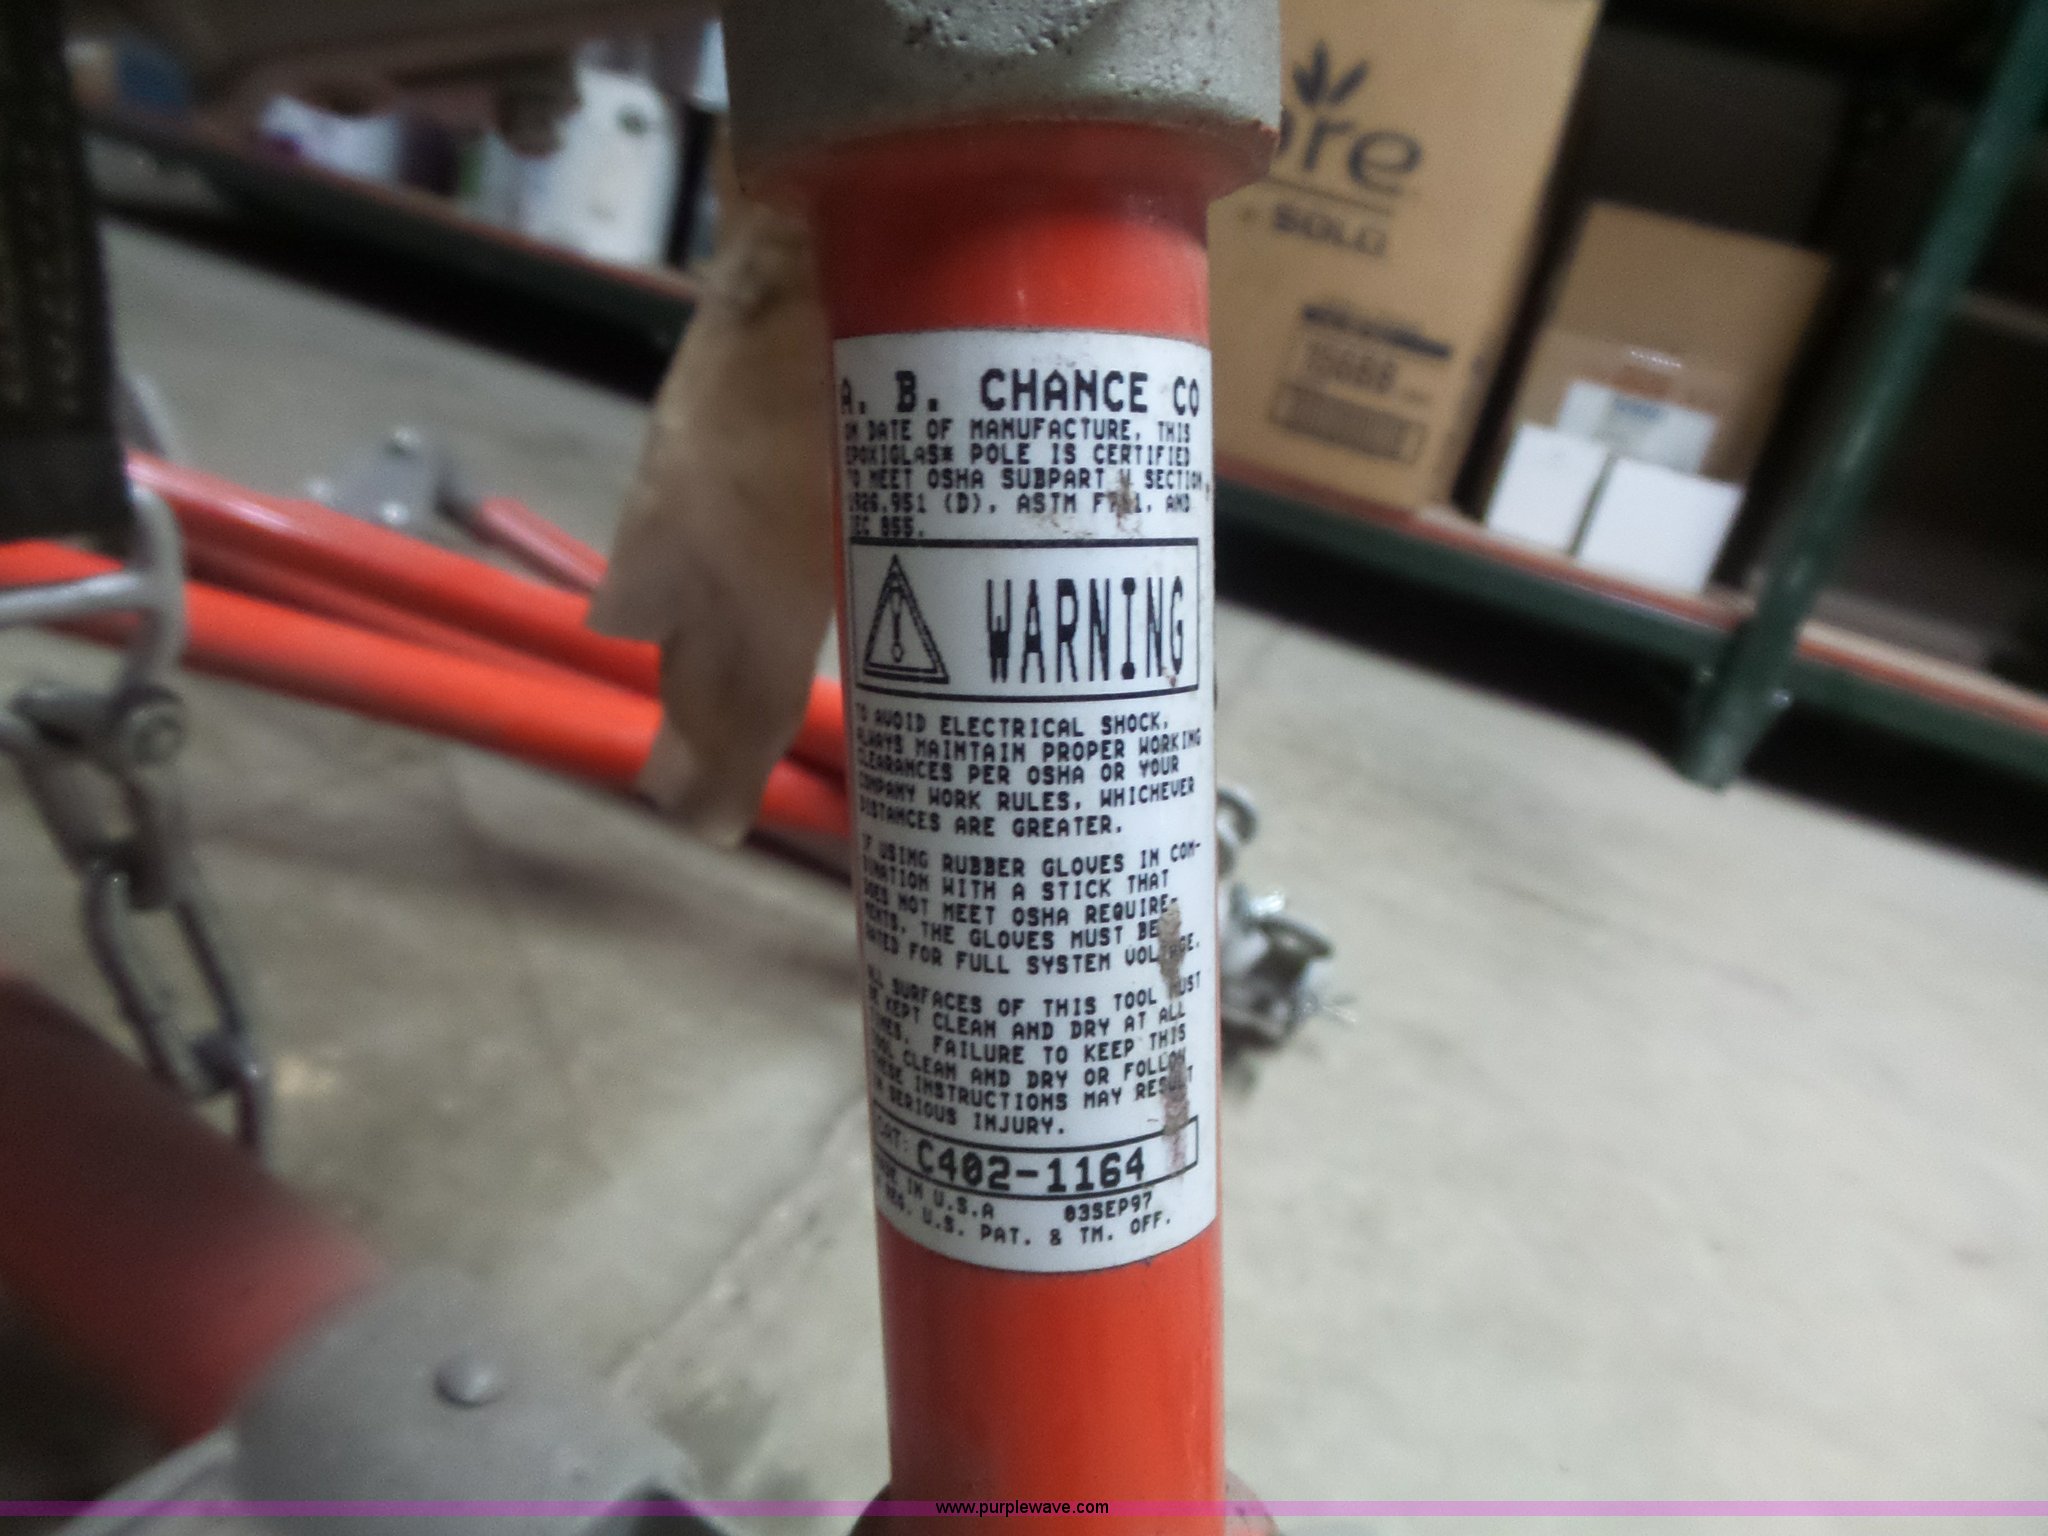 A. B. CHANCE CO
ON DATE OF MANUFACTURE, THIS
EPOXIGLAS® POLE IS CERTIFIED
TO MEET OSHA SUBPART V SECTION
1926.951 (D), ASTM F711, AND
IEC 855.
WARNING
TO AVOID ELECTRICAL SHOCK,
ALWAYS MAINTAIN PROPER WORKING
CLEARANCES PER OSHA OR YOUR
COMPANY WORK RULES, WHICHEVER
DISTANCES ARE GREATER.
IF USING RUBBER GLOVES IN COM-
BINATION WITH A STICK THAT
DOES NOT MEET OSHA REQUIRE-
MENTS, THE GLOVES MUST BE
RATED FOR FULL SYSTEM VOLTAGE.
ALL SURFACES OF THIS TOOL MUST
BE KEPT CLEAN AND DRY AT ALL
TIMES. FAILURE TO KEEP THIS
TOOL CLEAN AND DRY OR FOLLOW
THESE INSTRUCTIONS MAY RESULT
IN SERIOUS INJURY.
CAT: C402-1164
MADE IN U.S.A 03SEP97
REG. U.S. PAT. & TM. OFF.
are
SOLO
www.purplewave.com